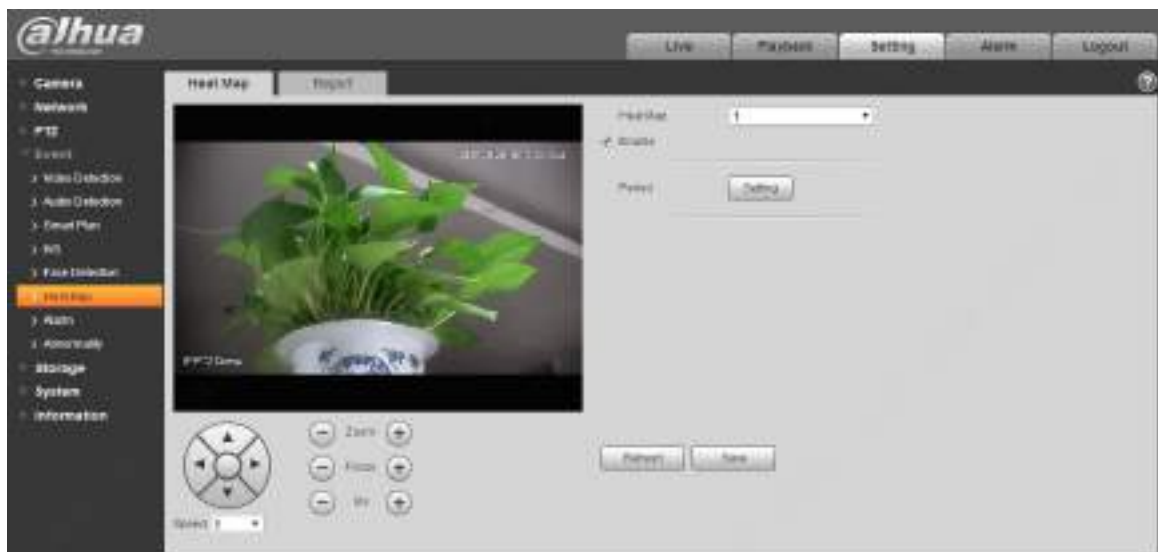 alhua
TECHNOLOGY
Live
Playback
Setting
Alarm
Logout
Camera
Network
PTZ
Event
Video Detection
Audio Detection
Smart Plan
IVS
Face Detection
Heat Map
Alarm
Abnormality
Storage
System
Information
Heat Map
Report
Heat Map
1
Enable
Period
Setting
Zoom
Focus
Iris
Speed
Refresh
Save